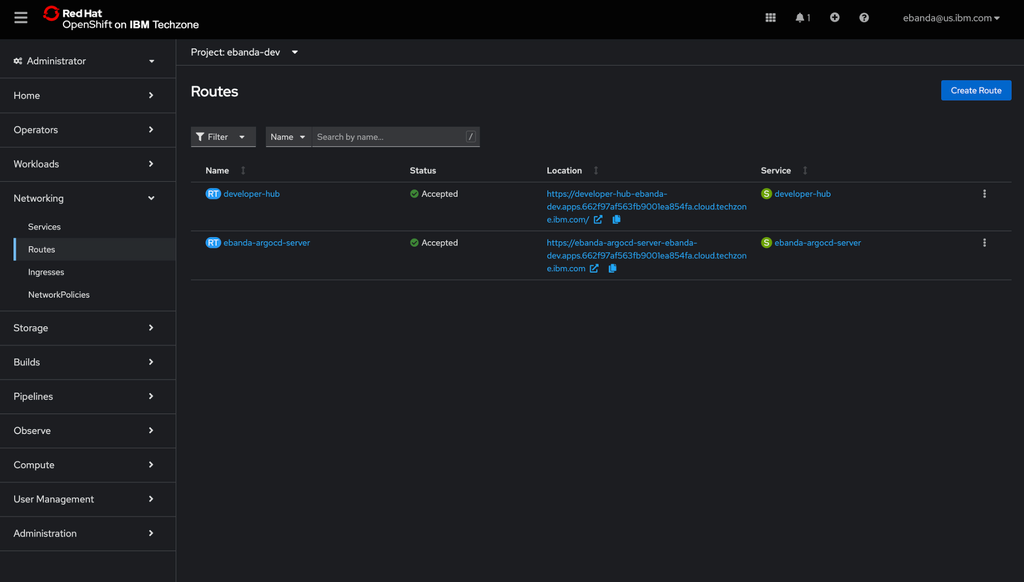 Red Hat
OpenShift on IBM Techzone
1
ebanda@us.ibm.com
Administrator
Project: ebanda-dev
Home
Operators
Workloads
Networking
Services
Routes
Ingresses
NetworkPolicies
Storage
Builds
Pipelines
Observe
Compute
User Management
Administration
Routes
Create Route
Filter
Name
Search by name...
/
Name Status Location Service
RT developer-hub Accepted https://developer-hub-ebanda- S developer-hub
dev.apps.662f97af563fb9001ea854fa.cloud.techzon
e.ibm.com/
RT ebanda-argocd-server Accepted https://ebanda-argocd-server-ebanda- S ebanda-argocd-server
dev.apps.662f97af563fb9001ea854fa.cloud.techzon
e.ibm.com